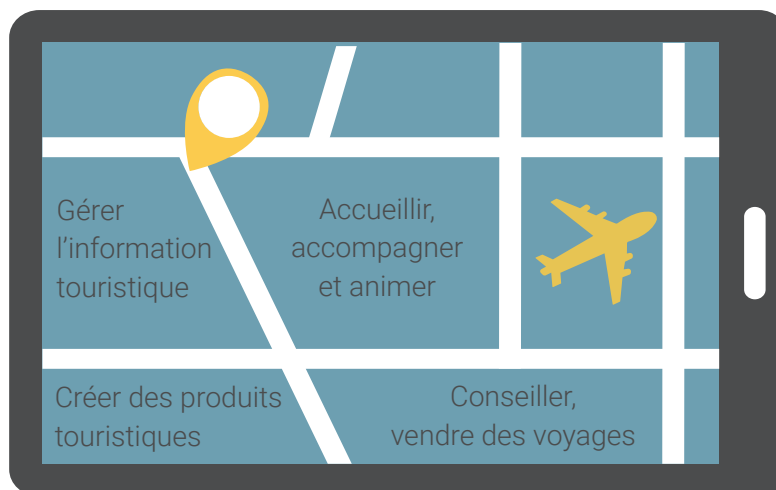 Gérer
l’information
touristique
Accueillir,
accompagner
et animer
Créer des produits
touristiques
Conseiller,
vendre des voyages